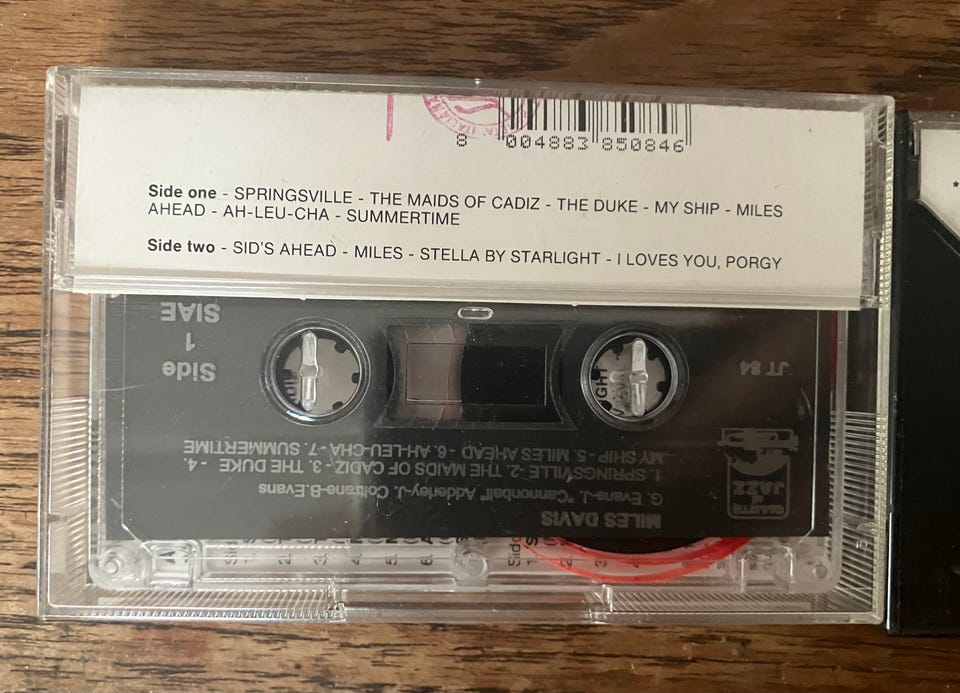 8 004883 850846
Side one - SPRINGSVILLE - THE MAIDS OF CADIZ - THE DUKE - MY SHIP - MILES
AHEAD - AH-LEU-CHA - SUMMERTIME
Side two - SID'S AHEAD - MILES - STELLA BY STARLIGHT - I LOVES YOU, PORGY
MILES DAVIS
G. Evans-J. "Cannonball" Adderley-J. Coltrane-B.Evans
1. SPRINGSVILLE -2. THE MAIDS OF CADIZ - 3. THE DUKE - 4.
MY SHIP - 5. MILES AHEAD - 6. AH-LEU-CHA -7. SUMMERTIME
GIANTS
OF
JAZZ
JT 84
Side
1
SIAE